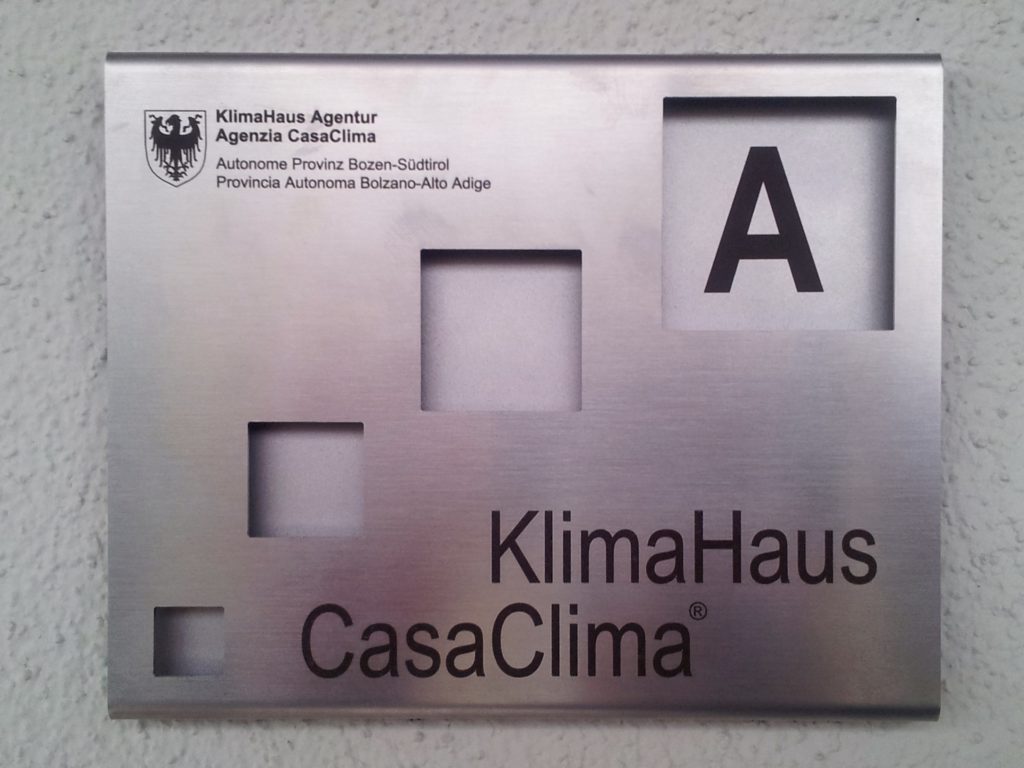 KlimaHaus Agentur
Agenzia CasaClima
Autonome Provinz Bozen-Südtirol
Provincia Autonoma Bolzano-Alto Adige
A
KlimaHaus
CasaClima®